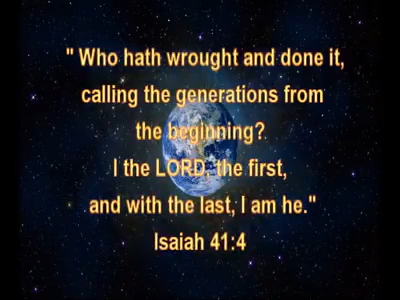 " Who hath wrought and done it,
calling the generations from
the beginning?
I the LORD, the first,
and with the last, I am he."
Isaiah 41:4